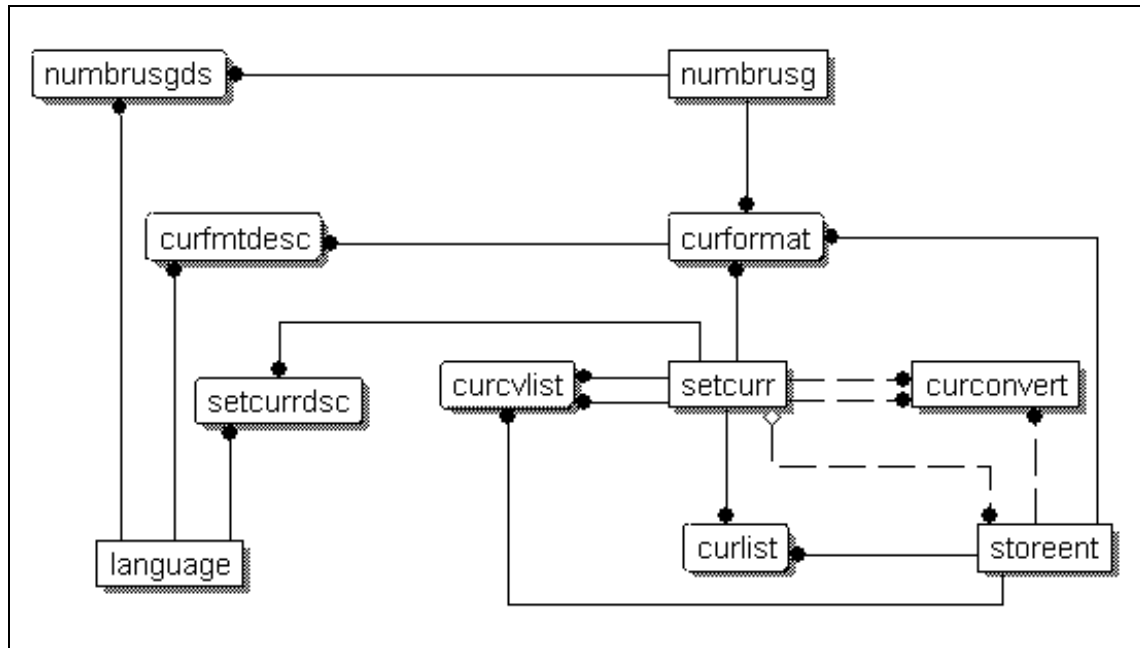 numbrusgds
numbrusg
curfmtdesc
curformat
setcurrdsc
curcvlist
setcurr
curconvert
language
curlist
storeent